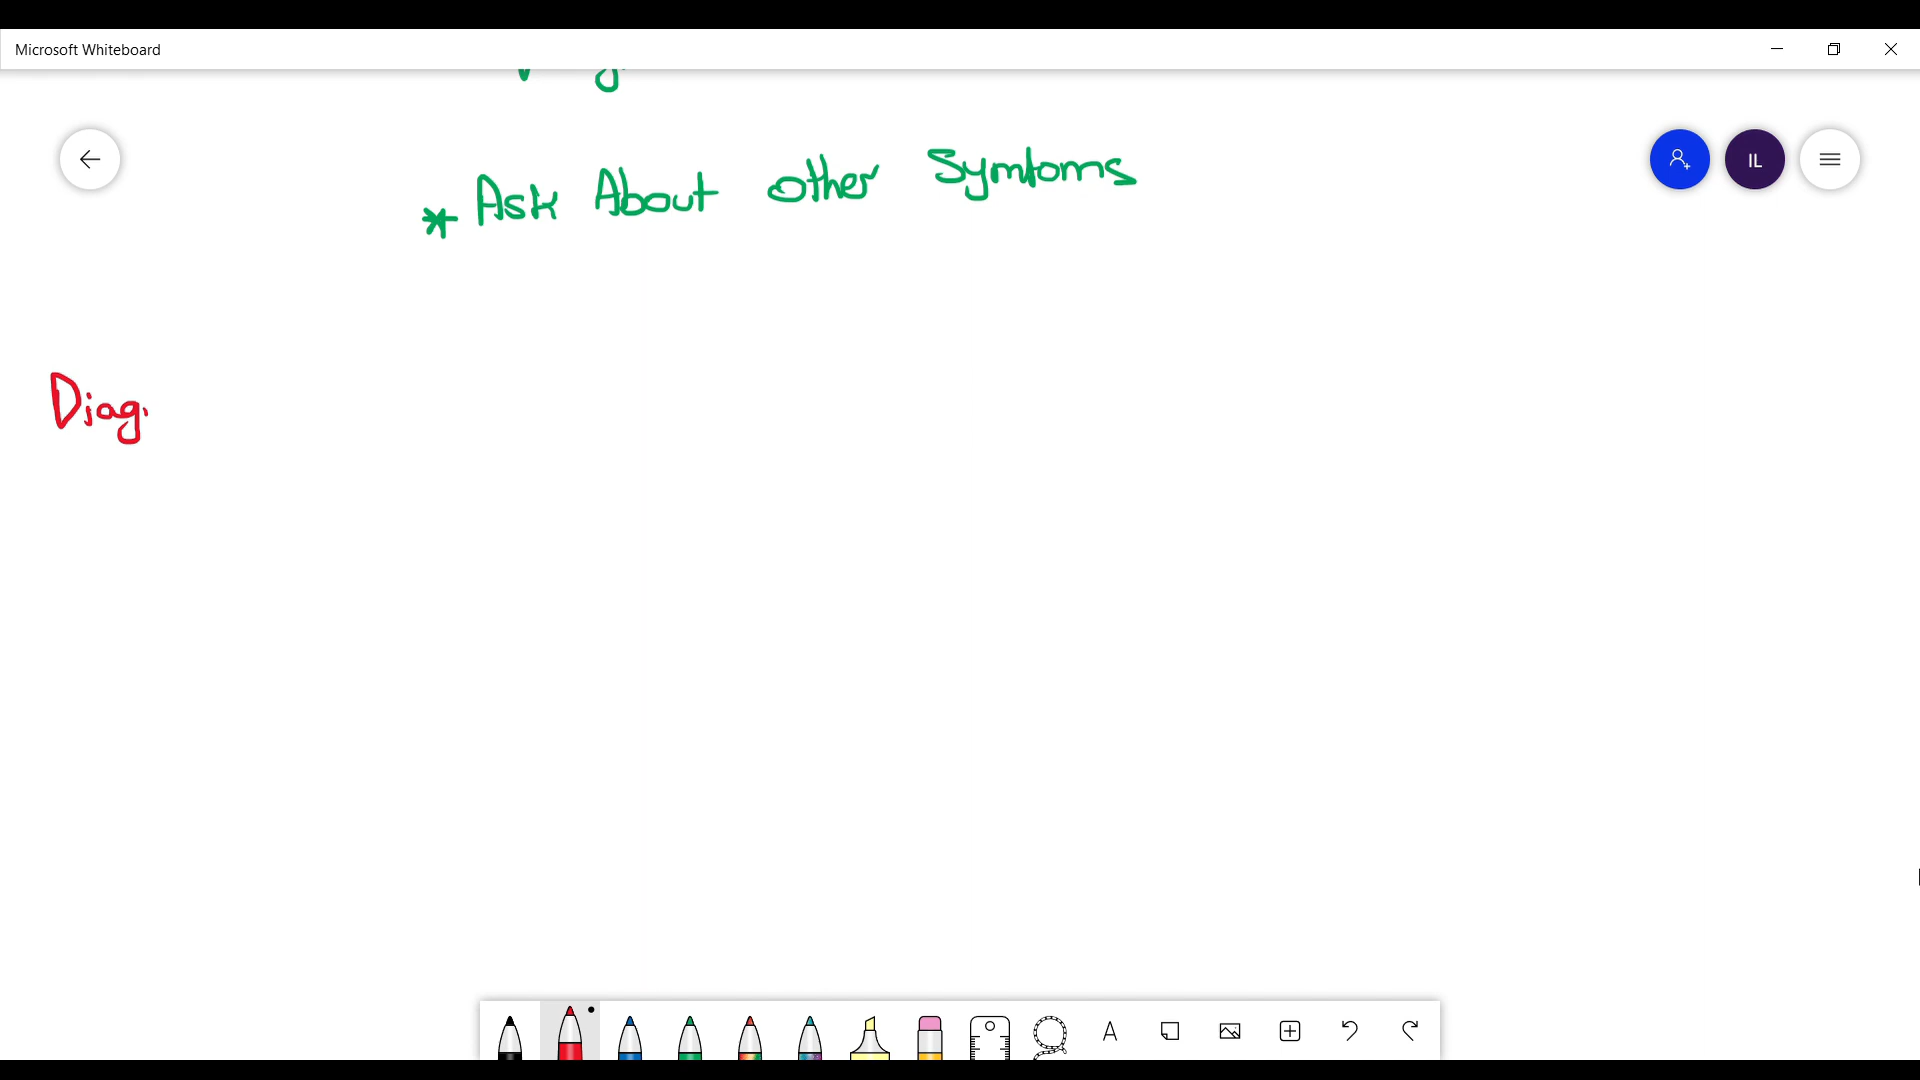 Microsoft Whiteboard
* Ask About other Symtoms
IL
Diag.
A